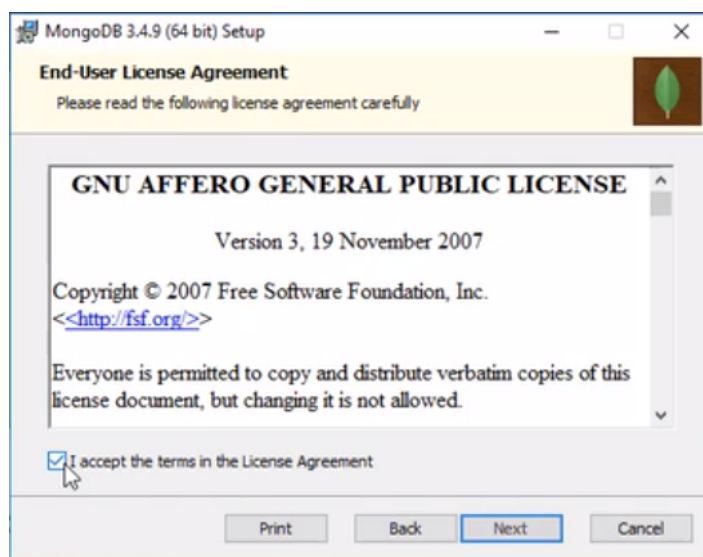 MongoDB 3.4.9 (64 bit) Setup
End-User License Agreement
Please read the following license agreement carefully
GNU AFFERO GENERAL PUBLIC LICENSE
Version 3, 19 November 2007
Copyright © 2007 Free Software Foundation, Inc.
<<http://fsf.org/>>
Everyone is permitted to copy and distribute verbatim copies of this
license document, but changing it is not allowed.
I accept the terms in the License Agreement
Print Back Next Cancel